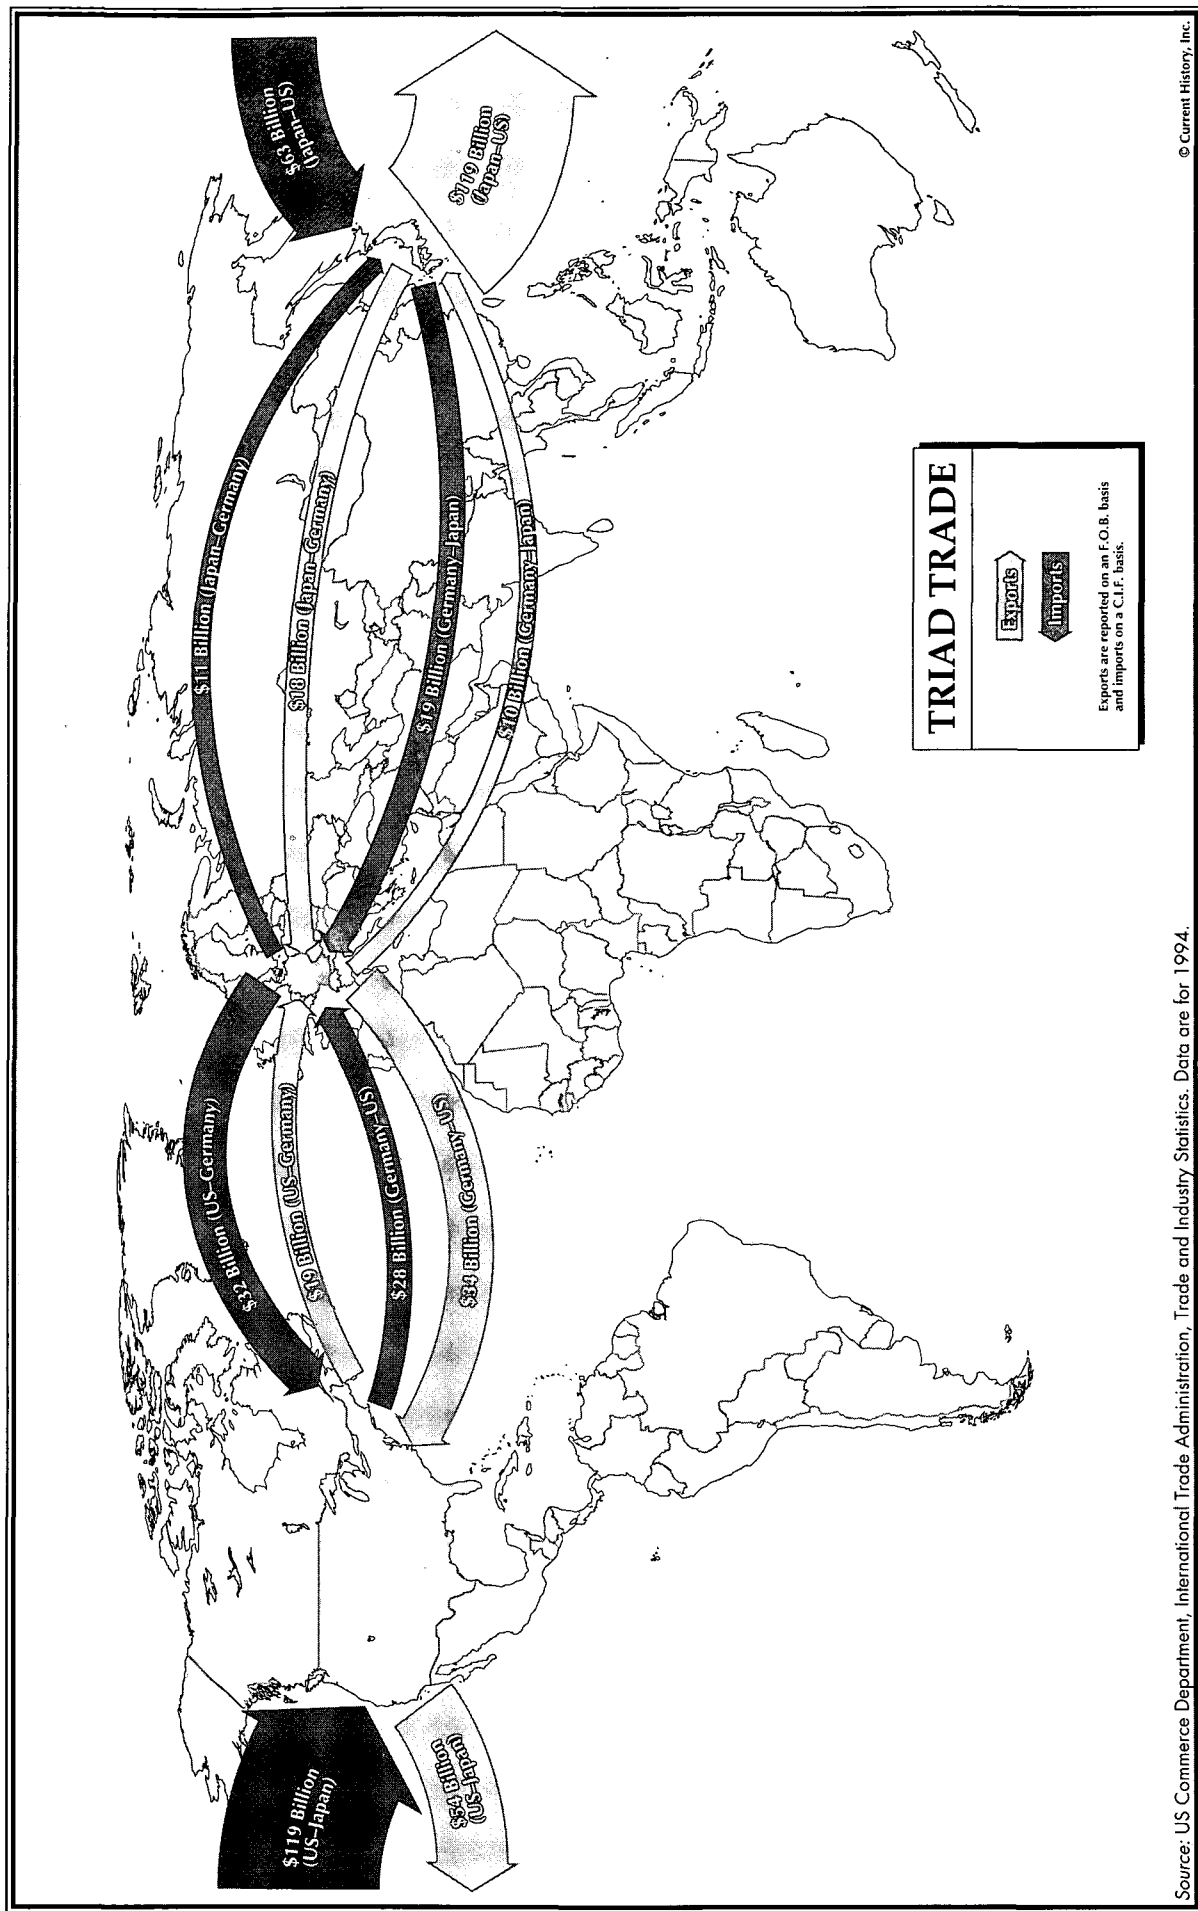 $119 Billion
(US–Japan)
$54 Billion
(US–Japan)
$32 Billion (US–Germany)
$19 Billion (US–Germany)
$28 Billion (Germany–US)
$34 Billion (Germany–US)
$11 Billion (Japan–Germany)
$18 Billion (Japan–Germany)
$19 Billion (Germany–Japan)
$10 Billion (Germany–Japan)
$63 Billion
(Japan–US)
$119 Billion
(Japan–US)
TRIAD TRADE
Exports
Imports
Exports are reported on an F.O.B. basis
and imports on a C.I.F. basis.
Source: US Commerce Department, International Trade Administration, Trade and Industry Statistics. Data are for 1994.
© Current History, Inc.